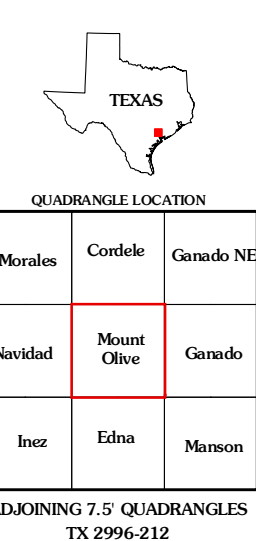 TEXAS
QUADRANGLE LOCATION
Morales Cordele Ganado NE
Navidad Mount Olive Ganado
Inez Edna Manson
ADJOINING 7.5' QUADRANGLES
TX 2996-212